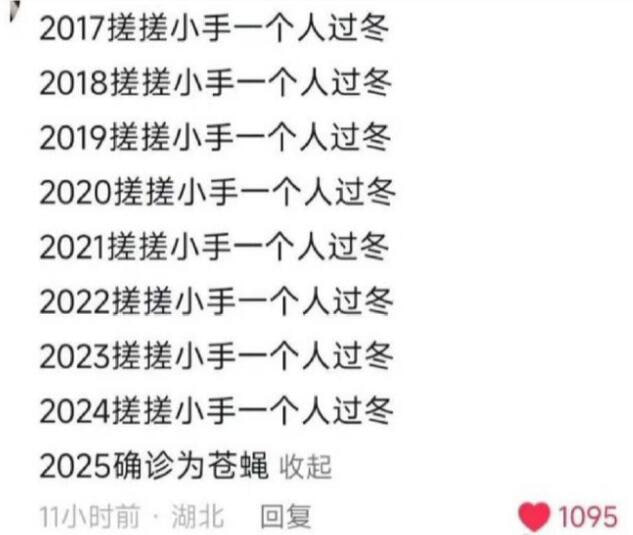 2017搓搓小手一个人过冬
2018搓搓小手一个人过冬
2019搓搓小手一个人过冬
2020搓搓小手一个人过冬
2021搓搓小手一个人过冬
2022搓搓小手一个人过冬
2023搓搓小手一个人过冬
2024搓搓小手一个人过冬
2025确诊为苍蝇 收起
11小时前 · 湖北 回复 1095